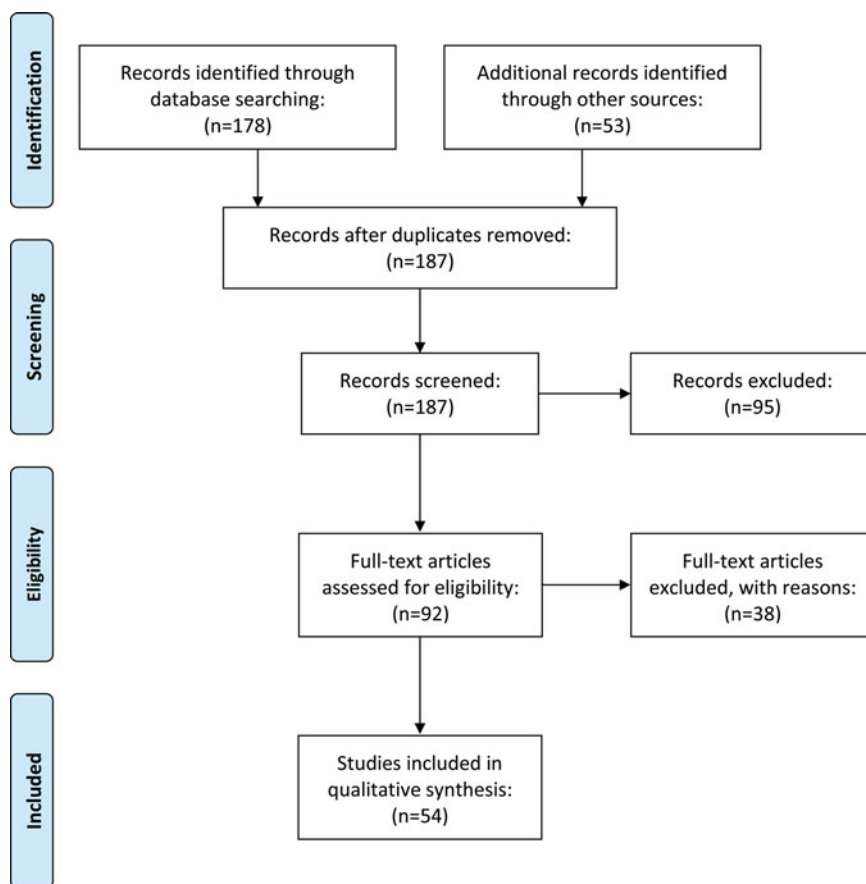 Identification
Records identified through
database searching:
(n=178)
Additional records identified
through other sources:
(n=53)
Records after duplicates removed:
(n=187)
Screening
Records screened:
(n=187)
Records excluded:
(n=95)
Eligibility
Full-text articles
assessed for eligibility:
(n=92)
Full-text articles
excluded, with reasons:
(n=38)
Included
Studies included in
qualitative synthesis:
(n=54)